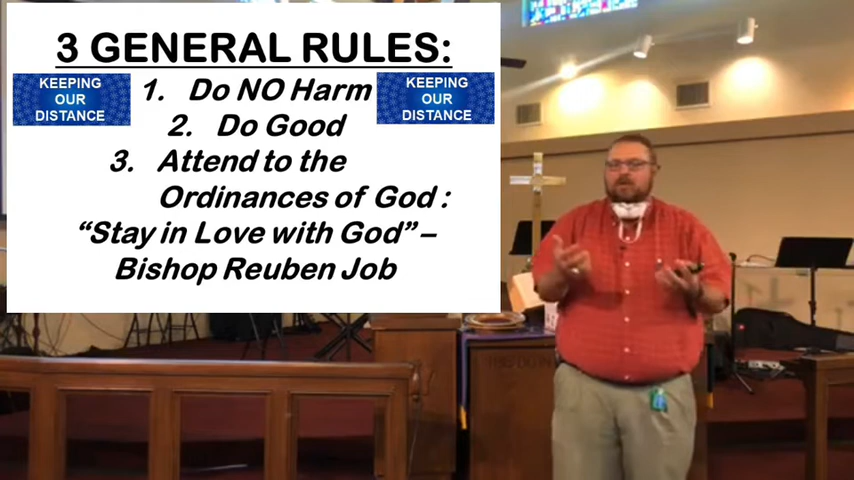 3 GENERAL RULES:
KEEPING
OUR
DISTANCE
1. Do NO Harm
KEEPING
OUR
DISTANCE
2. Do Good
3. Attend to the
Ordinances of God :
“Stay in Love with God” –
Bishop Reuben Job